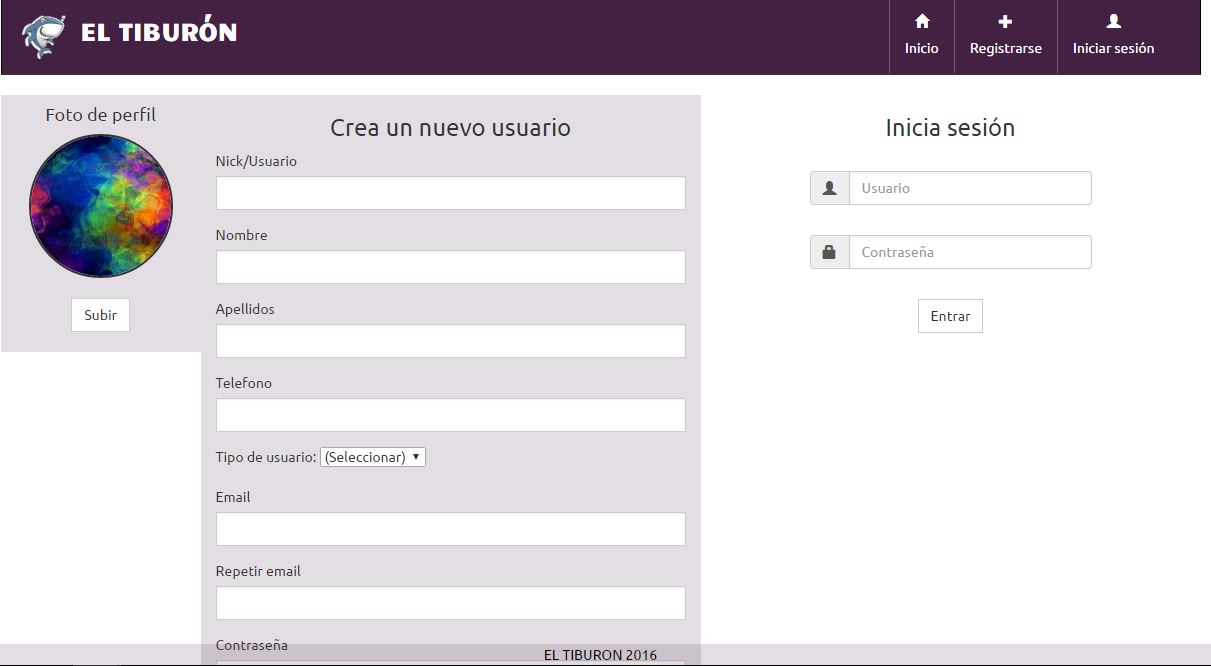 EL TIBURÓN
Inicio
Registrarse
Iniciar sesión
Foto de perfil
Subir
Crea un nuevo usuario
Nick/Usuario
Nombre
Apellidos
Telefono
Tipo de usuario: (Seleccionar)
Email
Repetir email
Contraseña
Inicia sesión
Usuario
Contraseña
Entrar
EL TIBURON 2016